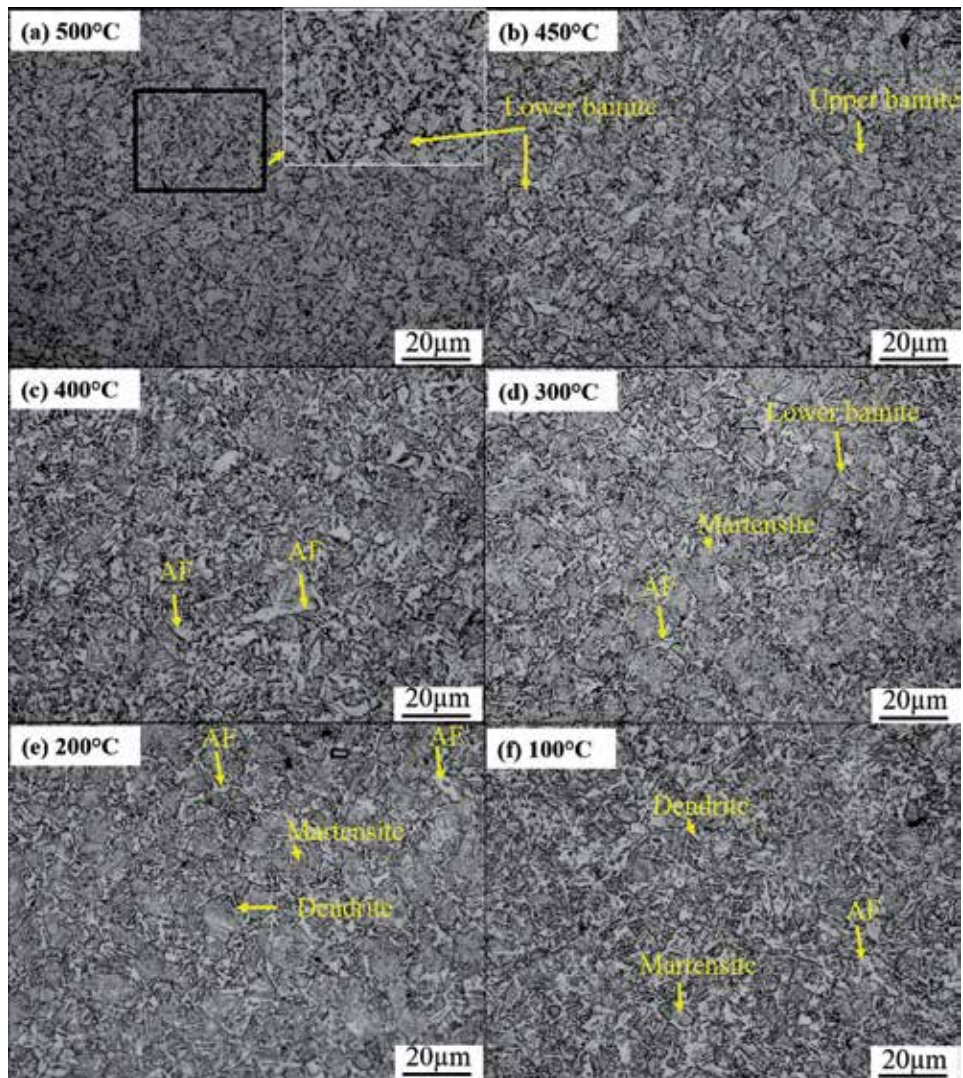 (a) 500°C
(b) 450°C
Lower bainite
Upper bainite
20μm
20μm
(c) 400°C
(d) 300°C
Lower bainite
Martensite
AF
AF
AF
20μm
20μm
(e) 200°C
AF
AF
(f) 100°C
Martensite
Dendrite
Dendrite
AF
Martensite
20μm
20μm